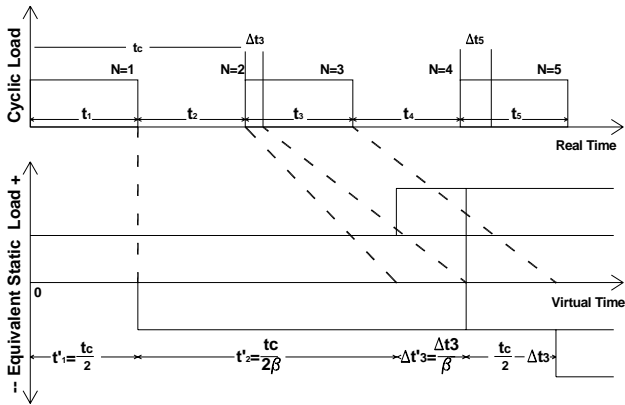 Cyclic Load
tc
Δt3
Δt5
N=1
N=2
N=3
N=4
N=5
t1
t2
t3
t4
t5
Real Time
-- Equivalent Static Load +
0
Virtual Time
t'1=tc/2
t'2=tc/2β
Δt'3=Δt3/β
tc/2 - Δt3